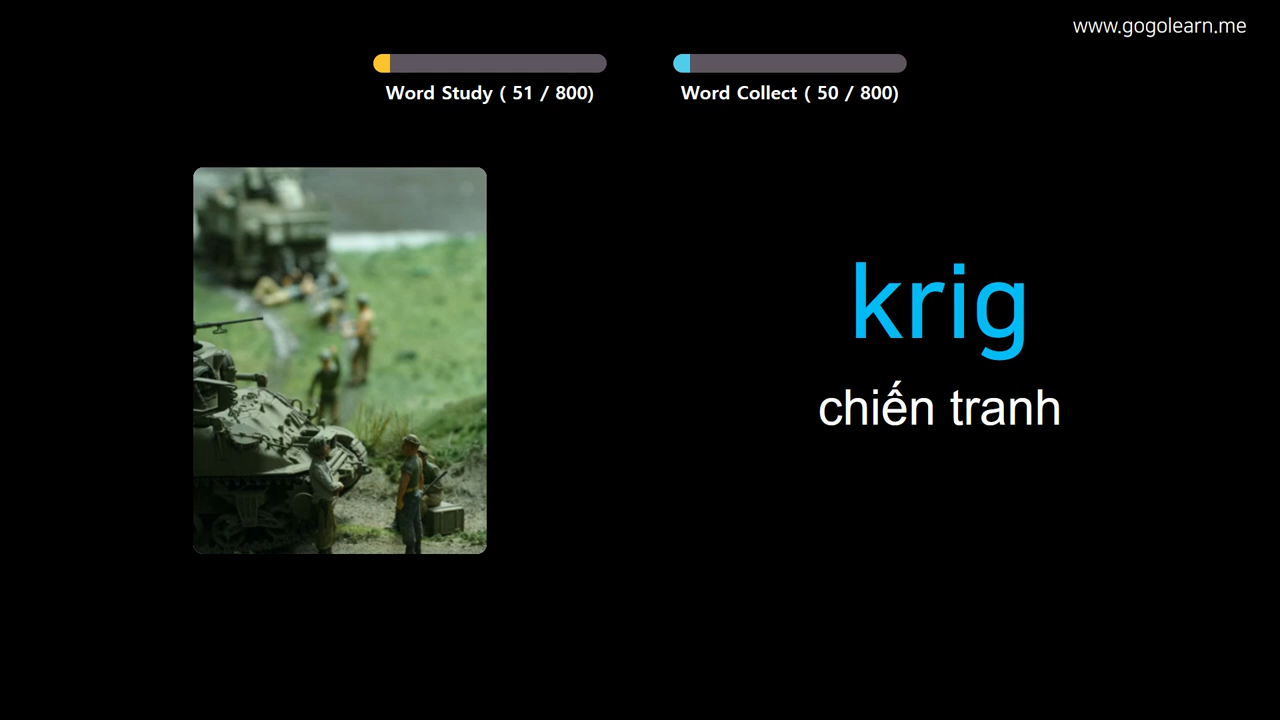 www.gogolearn.me
Word Study ( 51 / 800)
Word Collect ( 50 / 800)
krig
chiến tranh